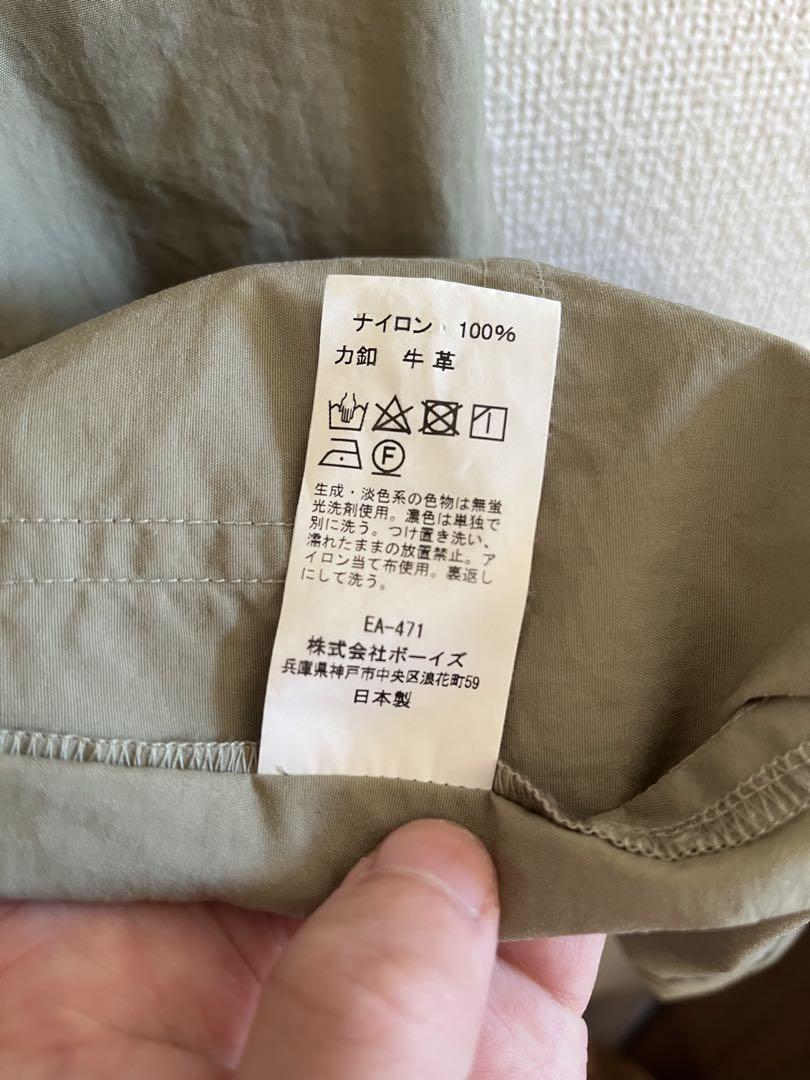 ナイロン 100%
力釦 牛革
F
生成・淡色系の色物は無蛍
光洗剤使用。濃色は単独で
別に洗う。つけ置き洗い、
濡れたままの放置禁止。ア
イロン当て布使用。裏返し
にして洗う。
EA-471
株式会社ボーイズ
兵庫県神戸市中央区浪花町59
日本製